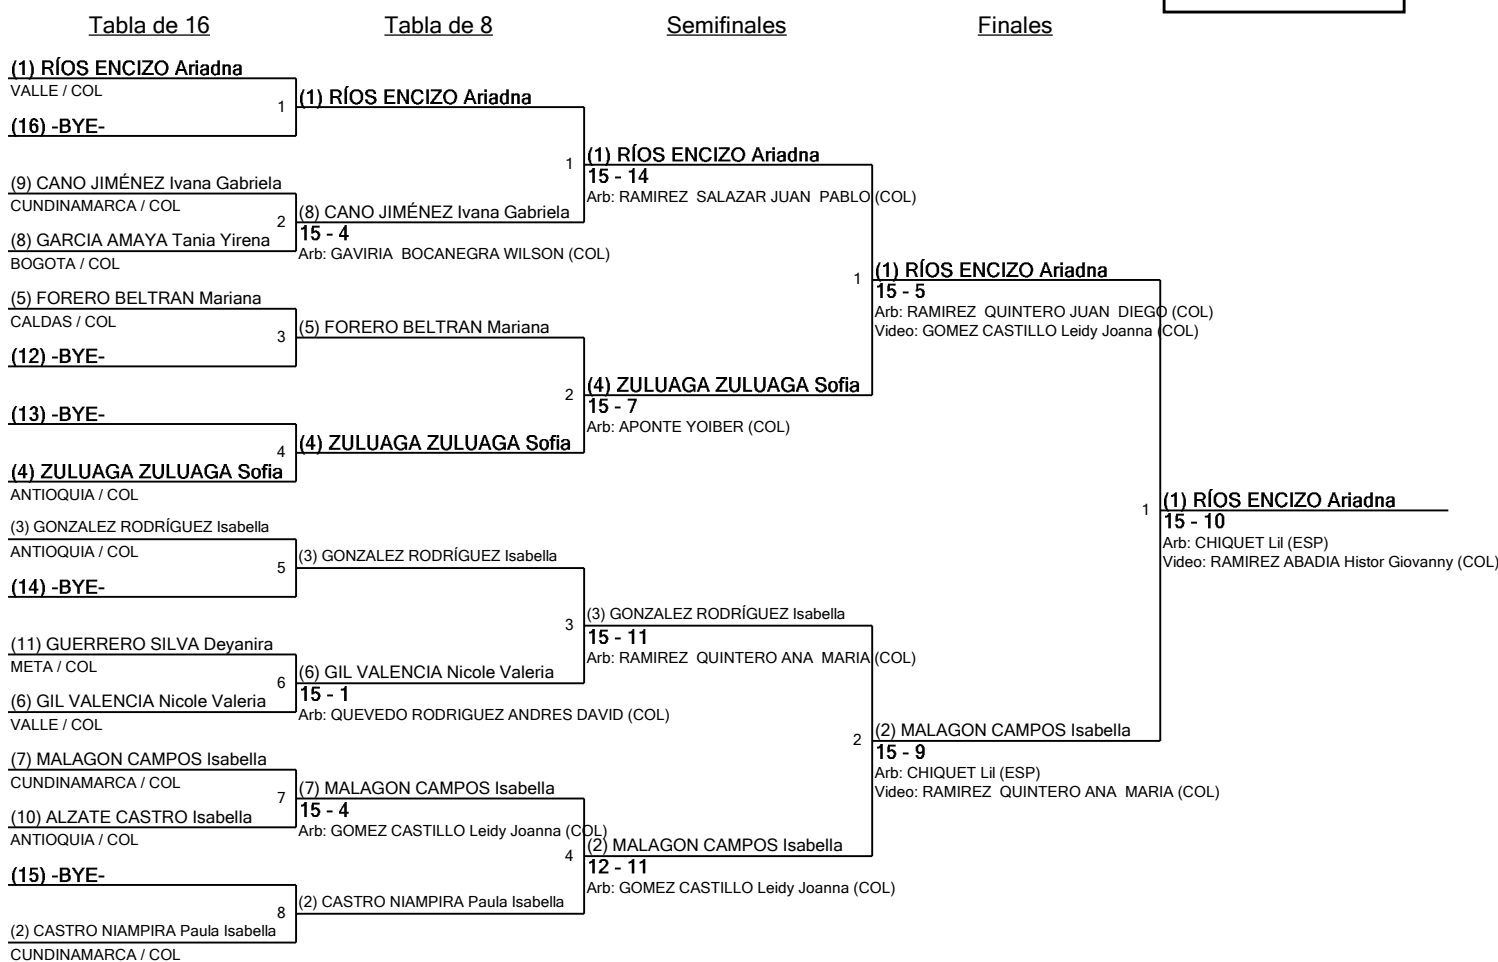 Tabla de 16
Tabla de 8
Semifinales
Finales
(1) RÍOS ENCIZO Ariadna
VALLE / COL
1
(16) -BYE-
(9) CANO JIMÉNEZ Ivana Gabriela
CUNDINAMARCA / COL
2
(8) GARCIA AMAYA Tania Yirena
BOGOTA / COL
(5) FORERO BELTRAN Mariana
CALDAS / COL
3
(12) -BYE-
(13) -BYE-
4
(4) ZULUAGA ZULUAGA Sofia
ANTIOQUIA / COL
(3) GONZALEZ RODRÍGUEZ Isabella
ANTIOQUIA / COL
5
(14) -BYE-
(11) GUERRERO SILVA Deyanira
META / COL
6
(6) GIL VALENCIA Nicole Valeria
VALLE / COL
(7) MALAGON CAMPOS Isabella
CUNDINAMARCA / COL
7
(10) ALZATE CASTRO Isabella
ANTIOQUIA / COL
(15) -BYE-
8
(2) CASTRO NIAMPIRA Paula Isabella
CUNDINAMARCA / COL
(1) RÍOS ENCIZO Ariadna
1
(8) CANO JIMÉNEZ Ivana Gabriela
15 - 4
Arb: GAVIRIA BOCANEGRA WILSON (COL)
(5) FORERO BELTRAN Mariana
2
(4) ZULUAGA ZULUAGA Sofia
(3) GONZALEZ RODRÍGUEZ Isabella
3
(6) GIL VALENCIA Nicole Valeria
15 - 1
Arb: QUEVEDO RODRIGUEZ ANDRES DAVID (COL)
(7) MALAGON CAMPOS Isabella
15 - 4
Arb: GOMEZ CASTILLO Leidy Joanna (COL)
4
(2) CASTRO NIAMPIRA Paula Isabella
(1) RÍOS ENCIZO Ariadna
15 - 14
Arb: RAMIREZ SALAZAR JUAN PABLO (COL)
1
(4) ZULUAGA ZULUAGA Sofia
15 - 7
Arb: APONTE YOIBER (COL)
(3) GONZALEZ RODRÍGUEZ Isabella
15 - 11
Arb: RAMIREZ QUINTERO ANA MARIA (COL)
2
(2) MALAGON CAMPOS Isabella
12 - 11
Arb: GOMEZ CASTILLO Leidy Joanna (COL)
(1) RÍOS ENCIZO Ariadna
15 - 5
Arb: RAMIREZ QUINTERO JUAN DIEGO (COL)
Video: GOMEZ CASTILLO Leidy Joanna (COL)
1
(2) MALAGON CAMPOS Isabella
15 - 9
Arb: CHIQUET Lil (ESP)
Video: RAMIREZ QUINTERO ANA MARIA (COL)
(1) RÍOS ENCIZO Ariadna
15 - 10
Arb: CHIQUET Lil (ESP)
Video: RAMIREZ ABADIA Histor Giovanny (COL)